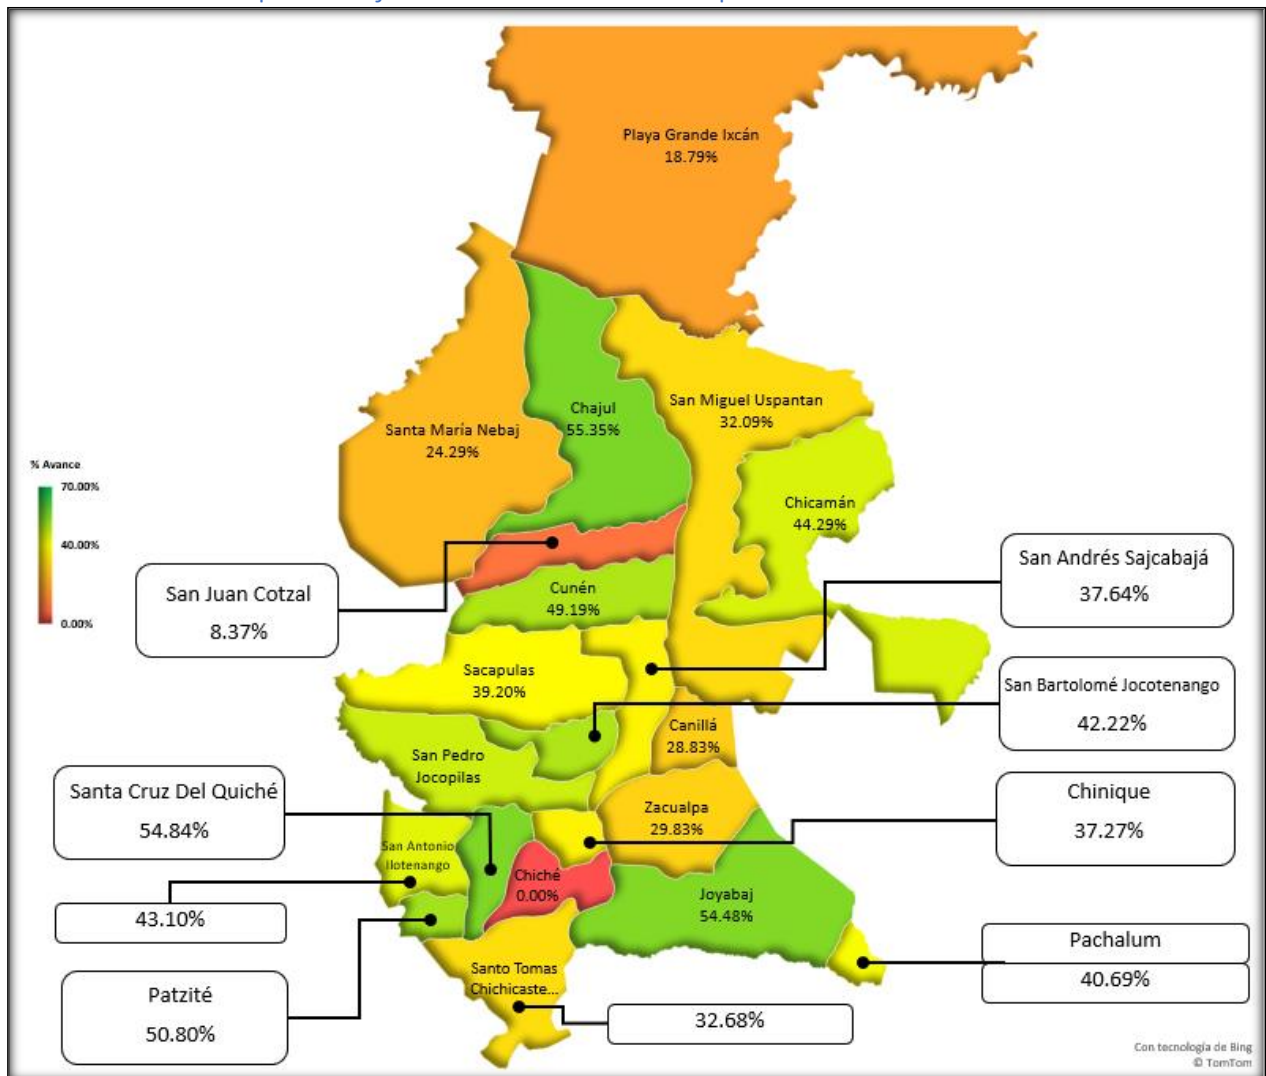 Playa Grande Ixcán
18.79%
Santa María Nebaj
24.29%
Chajul
55.35%
San Miguel Uspantan
32.09%
Chicamán
44.29%
% Avance
70.00%
40.00%
0.00%
San Juan Cotzal
8.37%
Cunén
49.19%
San Andrés Sajcabajá
37.64%
Sacapulas
39.20%
San Bartolomé Jocotenango
42.22%
Canillá
28.83%
San Pedro
Jocopilas
Santa Cruz Del Quiché
54.84%
Zacualpa
29.83%
Chinique
37.27%
San Antonio
Ilotenango
43.10%
Chiché
0.00%
Joyabaj
54.48%
Patzité
50.80%
Santo Tomas
Chichicaste...
32.68%
Pachalum
40.69%
Con tecnología de Bing
© TomTom